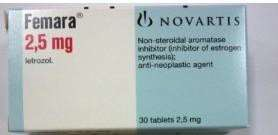 Femara®
2,5 mg
letrozol.
NOVARTIS
Non-steroidal aromatase
inhibitor (inhibitor of estrogen
synthesis);
anti-neoplastic agent
30 tablets 2,5 mg